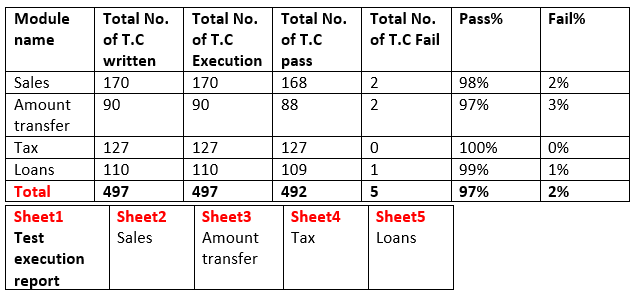 Module name Total No. of T.C written Total No. of T.C Execution Total No. of T.C pass Total No. of T.C Fail Pass% Fail%
Sales 170 170 168 2 98% 2%
Amount transfer 90 90 88 2 97% 3%
Tax 127 127 127 0 100% 0%
Loans 110 110 109 1 99% 1%
Total 497 497 492 5 97% 2%
Sheet1 Sheet2 Sheet3 Sheet4 Sheet5
Test execution report Sales Amount transfer Tax Loans